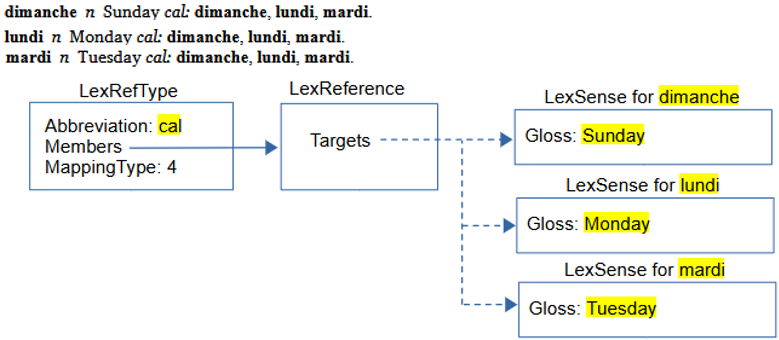 dimanche n Sunday cal: dimanche, lundi, mardi.
lundi n Monday cal: dimanche, lundi, mardi.
mardi n Tuesday cal: dimanche, lundi, mardi.
LexRefType
Abbreviation: cal
Members
MappingType: 4
LexReference
Targets
LexSense for dimanche
Gloss: Sunday
LexSense for lundi
Gloss: Monday
LexSense for mardi
Gloss: Tuesday